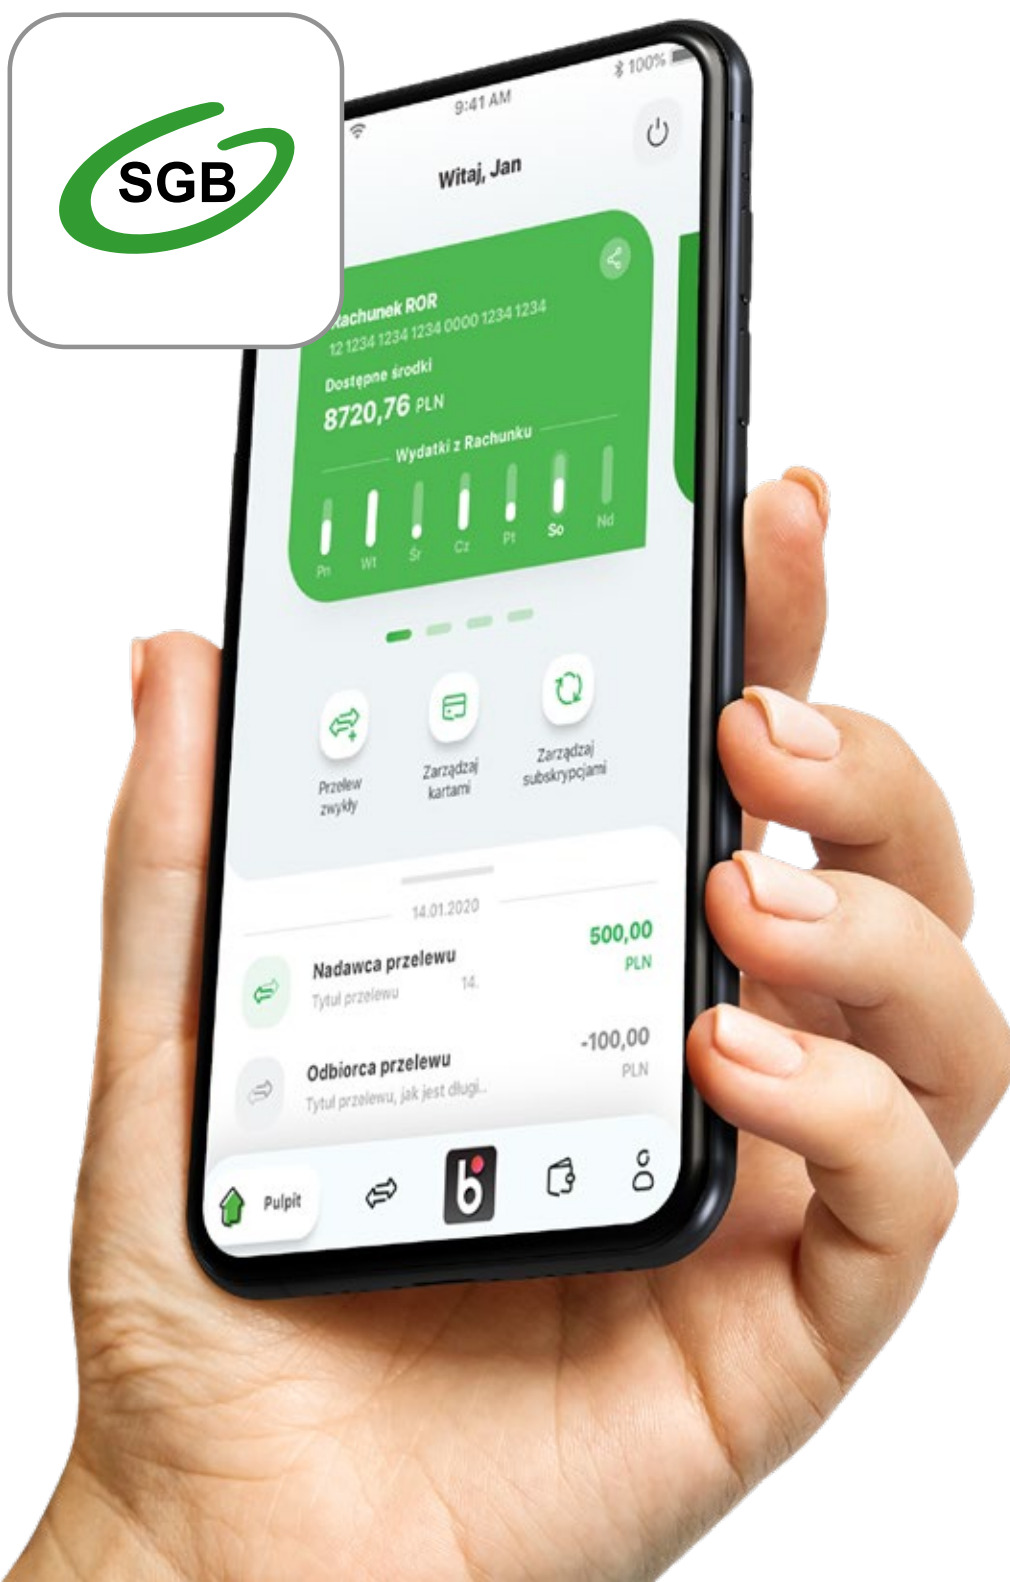 SGB
9:41 AM
100%
Witaj, Jan
Rachunek ROR
12 1234 1234 1234 0000 1234 1234
Dostępne środki
8720,76 PLN
Wydatki z Rachunku
Pn Wt Śr Cz Pt So Nd
Przelew
zwykły
Zarządzaj
kartami
Zarządzaj
subskrypcjami
14.01.2020
Nadawca przelewu
500,00
Tytuł przelewu
14.
PLN
Odbiorca przelewu
-100,00
Tytuł przelewu, jak jest długi..
PLN
Pulpit
b